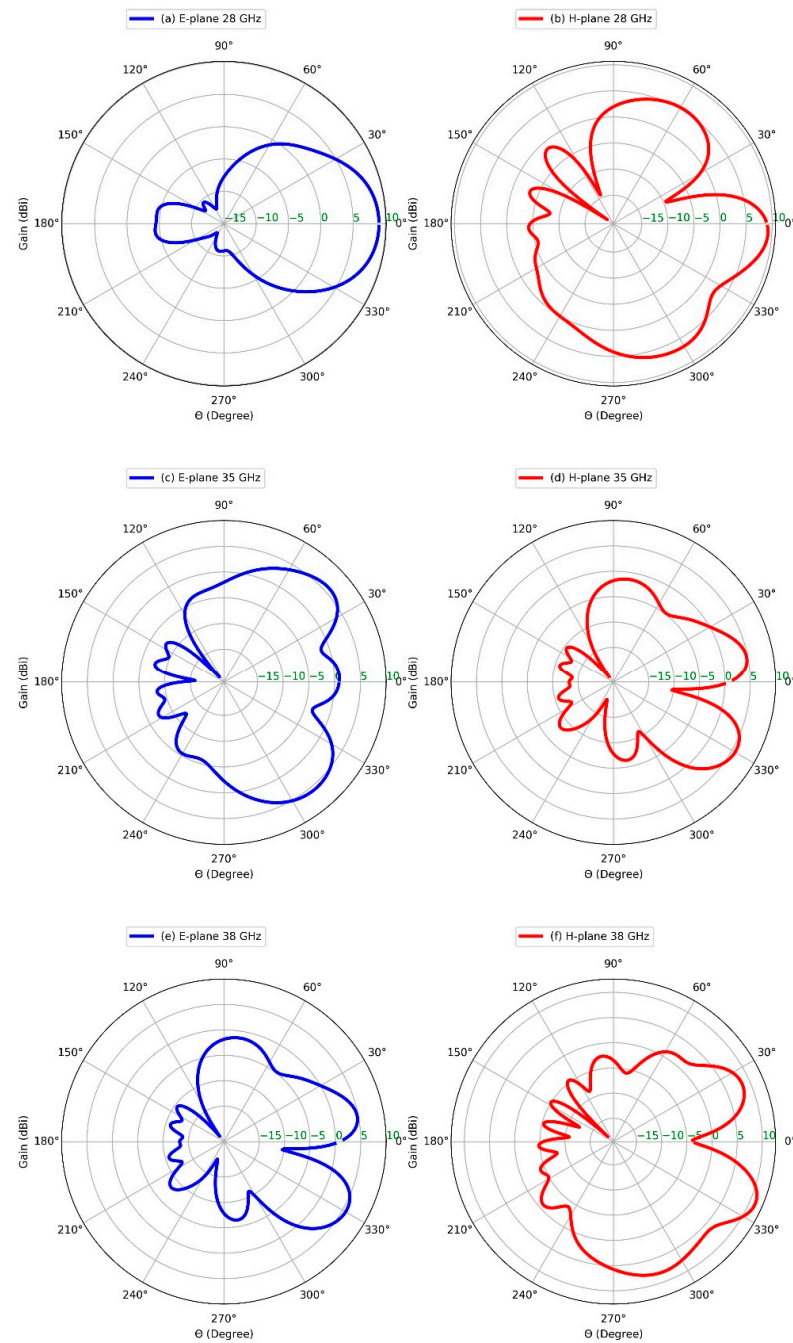 (a) E-plane 28 GHz
90°
120° 60°
150° 30°
180° −15 −10 −5 0 5 10 0°
210° 330°
240° 300°
270°
Θ (Degree)
Gain (dBi)
(b) H-plane 28 GHz
90°
120° 60°
150° 30°
180° −15 −10 −5 0 5 10 0°
210° 330°
240° 300°
270°
Θ (Degree)
Gain (dBi)
(c) E-plane 35 GHz
90°
120° 60°
150° 30°
180° −15 −10 −5 0 5 10 0°
210° 330°
240° 300°
270°
Θ (Degree)
Gain (dBi)
(d) H-plane 35 GHz
90°
120° 60°
150° 30°
180° −15 −10 −5 0 5 10 0°
210° 330°
240° 300°
270°
Θ (Degree)
Gain (dBi)
(e) E-plane 38 GHz
90°
120° 60°
150° 30°
180° −15 −10 −5 0 5 10 0°
210° 330°
240° 300°
270°
Θ (Degree)
Gain (dBi)
(f) H-plane 38 GHz
90°
120° 60°
150° 30°
180° −15 −10 −5 0 5 10 0°
210° 330°
240° 300°
270°
Θ (Degree)
Gain (dBi)